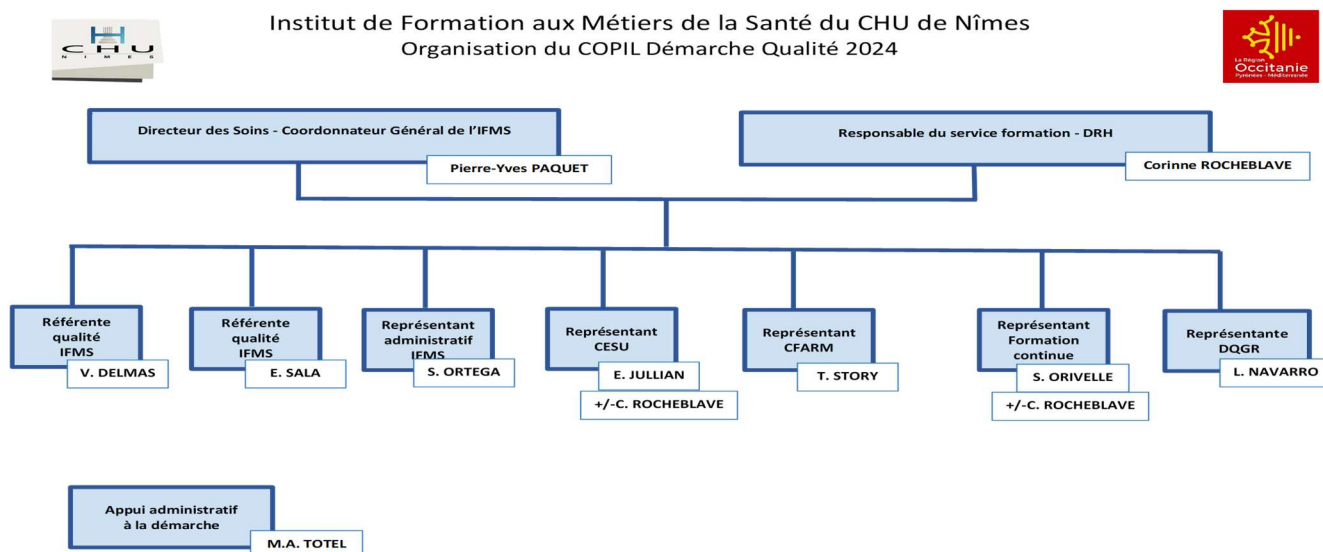 Institut de Formation aux Métiers de la Santé du CHU de Nîmes
Organisation du COPIL Démarche Qualité 2024
CHU
NIMES
La Région
Occitanie
Pyrénées - Méditerranée
Directeur des Soins - Coordonnateur Général de l'IFMS
Pierre-Yves PAQUET
Responsable du service formation - DRH
Corinne ROCHEBLAVE
Référente
qualité
IFMS
V. DELMAS
Référente
qualité
IFMS
E. SALA
Représentant
administratif
IFMS
S. ORTEGA
Représentant
CESU
E. JULLIAN
+/-C. ROCHEBLAVE
Représentant
CFARM
T. STORY
Représentant
Formation
continue
S. ORIVELLE
+/-C. ROCHEBLAVE
Représentante
DQGR
L. NAVARRO
Appui administratif
à la démarche
M.A. TOTEL